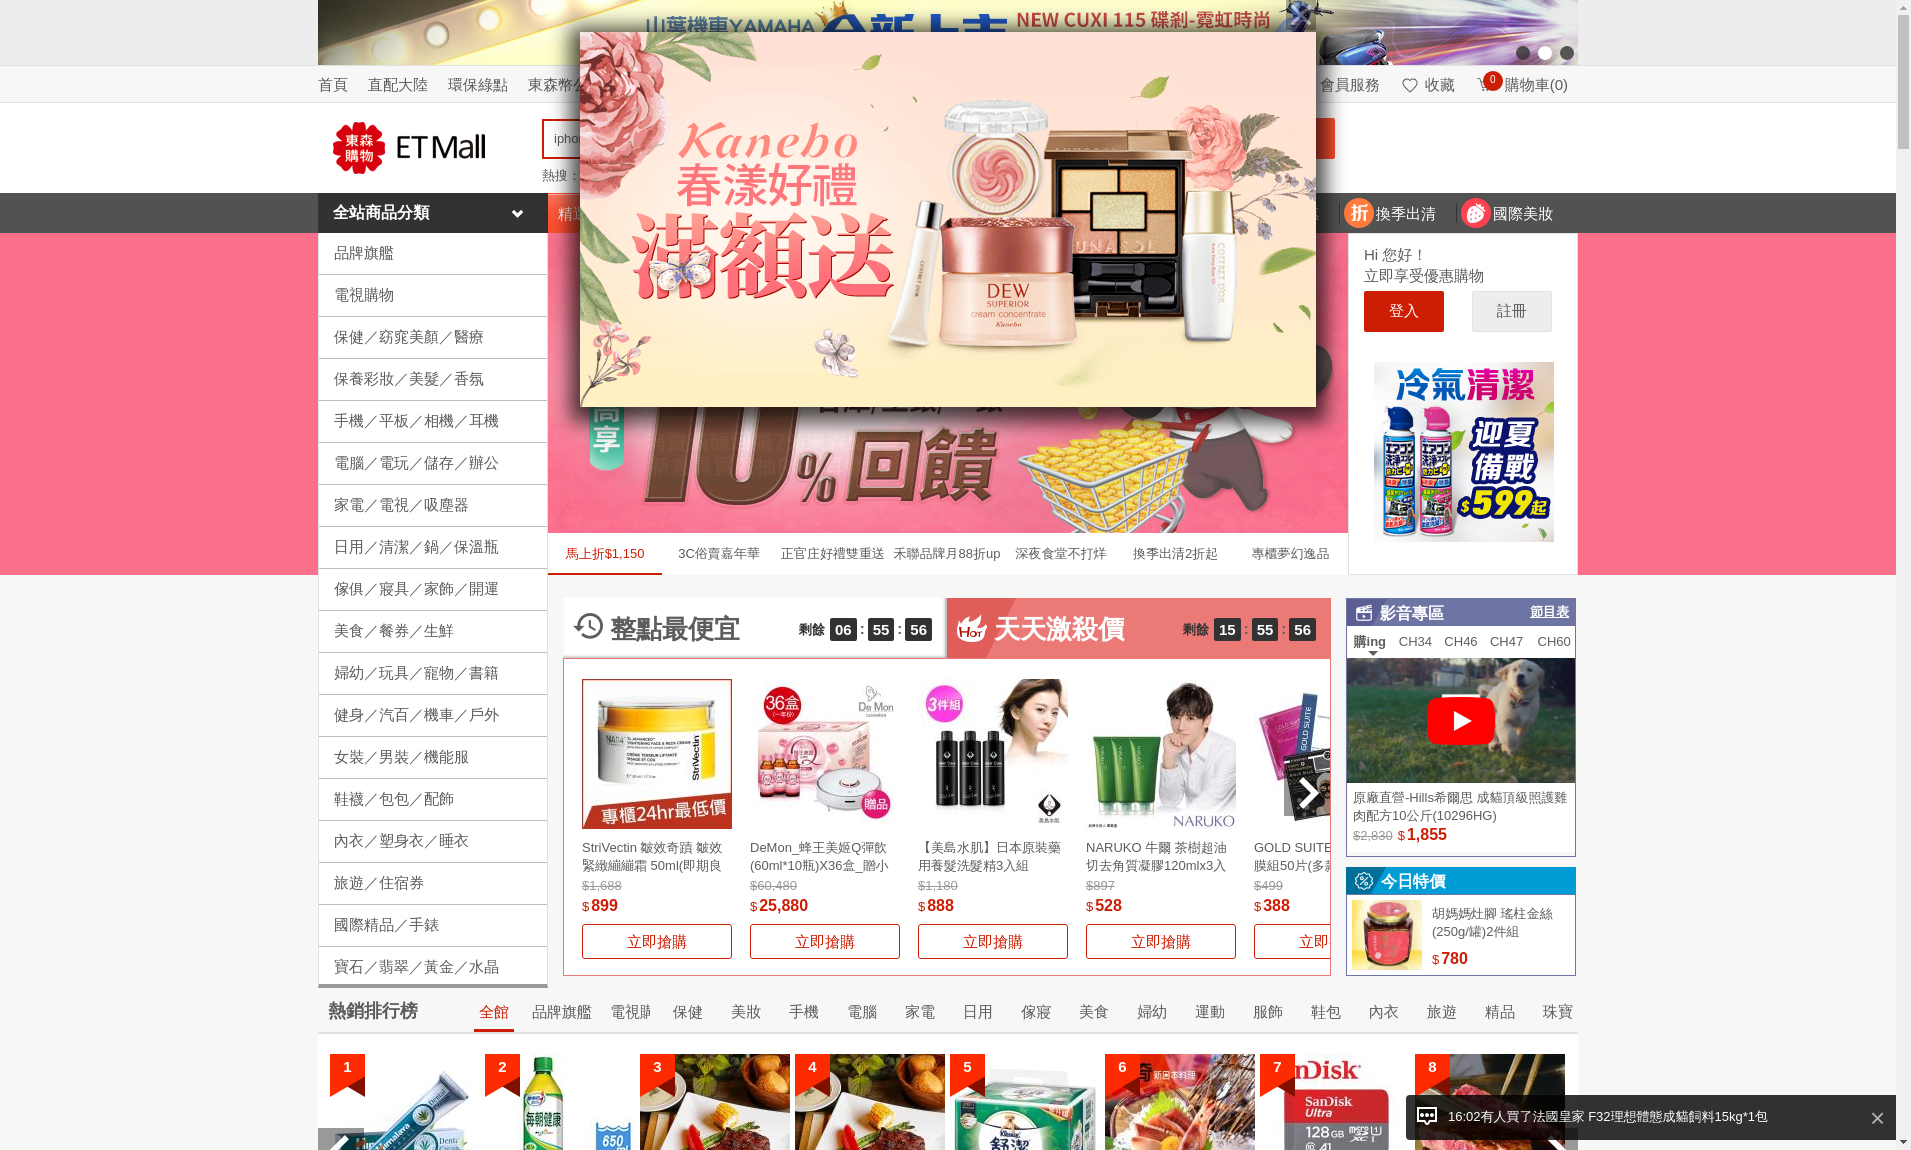 山葉機車YAMAHA 全新上市 NEW CUXI 115 碟剎-霓虹時尚
首頁 直配大陸 環保綠點 東森幣 會員服務 收藏 0 購物車(0)
東森購物 ETMall
熱搜：
全站商品分類 換季出清 國際美妝
折
Kanebo
春漾好禮
滿額送
LUNASOL
DEW
SUPERIOR
cream concentrate
Kanebo
COFFRET D'OR
品牌旗艦
電視購物
保健／窈窕美顏／醫療
保養彩妝／美髮／香氛
手機／平板／相機／耳機
電腦／電玩／儲存／辦公
家電／電視／吸塵器
日用／清潔／鍋／保溫瓶
傢俱／寢具／家飾／開運
美食／餐券／生鮮
婦幼／玩具／寵物／書籍
健身／汽百／機車／戶外
女裝／男裝／機能服
鞋襪／包包／配飾
內衣／塑身衣／睡衣
旅遊／住宿券
國際精品／手錶
寶石／翡翠／黃金／水晶
享
10%回饋
Hi 您好！
立即享受優惠購物
登入 註冊
冷氣清潔
迎夏
備戰
$599起
馬上折$1,150 3C俗賣嘉年華 正官庄好禮雙重送 禾聯品牌月88折up 深夜食堂不打烊 換季出清2折起 專櫃夢幻逸品
整點最便宜 剩餘 06 : 55 : 56
Hot 天天激殺價 剩餘 15 : 55 : 56
StriVectin
專櫃24hr最低價
36盒
(一年份)
De Mon
贈品
3件組
美島水肌
NARUKO
GOLD SUITE
StriVectin 皺效奇蹟 皺效
緊緻繃繃霜 50ml(即期良
$1,688
$899
立即搶購
DeMon_蜂王美姬Q彈飲
(60ml*10瓶)X36盒_贈小
$60,480
$25,880
立即搶購
【美島水肌】日本原裝藥
用養髮洗髮精3入組
$1,180
$888
立即搶購
NARUKO 牛爾 茶樹超油
切去角質凝膠120mlx3入
$897
$528
立即搶購
GOLD SUITE
膜組50片(多
$499
$388
立即
影音專區 節目表
購ing CH34 CH46 CH47 CH60
原廠直營-Hills希爾思 成貓頂級照護雞
肉配方10公斤(10296HG)
$2,830 $1,855
今日特價
胡媽媽灶腳 瑤柱金絲
(250g/罐)2件組
$780
熱銷排行榜 全館 品牌旗艦 電視 保健 美妝 手機 電腦 家電 日用 傢寢 美食 婦幼 運動 服飾 鞋包 內衣 旅遊 精品 珠寶
1 2 3 4 5 6 7 8
每朝健康
650
舒潔
新日本料理
SanDisk
Ultra
128GB
16:02有人買了法國皇家 F32理想體態成貓飼料15kg*1包